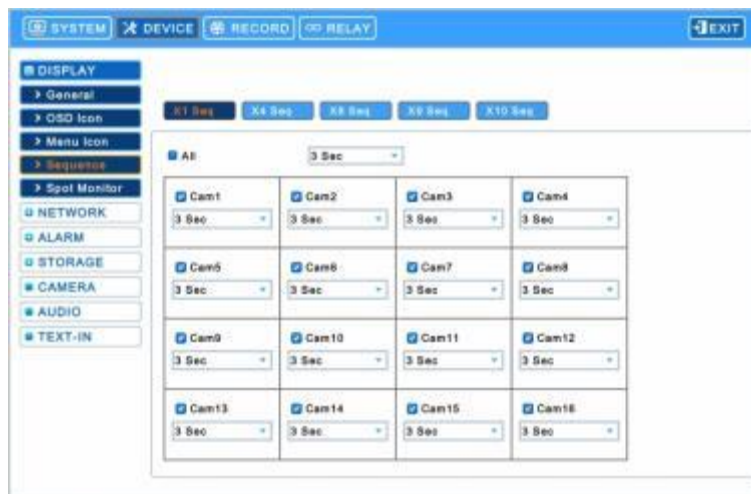 SYSTEM DEVICE RECORD RELAY EXIT
DISPLAY
General
OSD Icon
Menu Icon
Sequence
Spot Monitor
NETWORK
ALARM
STORAGE
CAMERA
AUDIO
TEXT-IN
X1 Seq X4 Seq X8 Seq X9 Seq X10 Seq
All 3 Sec
Cam1 Cam2 Cam3 Cam4
3 Sec 3 Sec 3 Sec 3 Sec
Cam5 Cam6 Cam7 Cam8
3 Sec 3 Sec 3 Sec 3 Sec
Cam9 Cam10 Cam11 Cam12
3 Sec 3 Sec 3 Sec 3 Sec
Cam13 Cam14 Cam15 Cam16
3 Sec 3 Sec 3 Sec 3 Sec